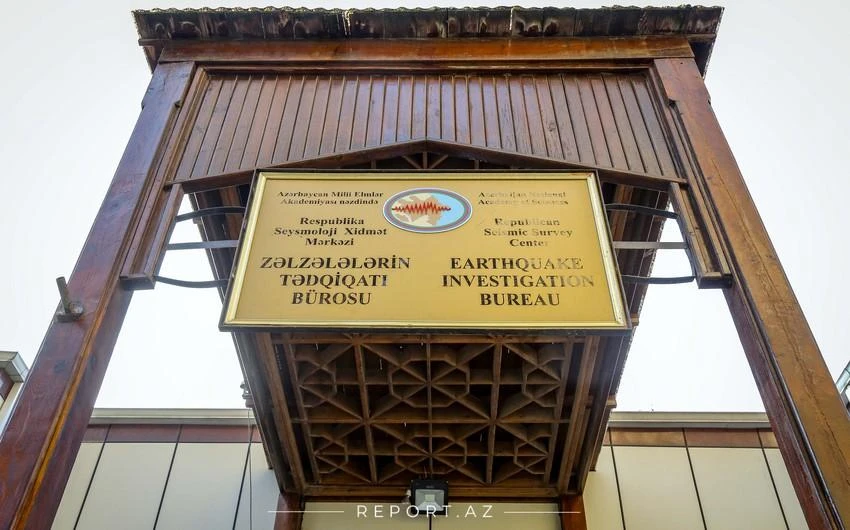 Azərbaycan Milli Elmlər
Akademiyası nəzdində
Respublika
Seysmoloji Xidmət
Mərkəzi
ZƏLZƏLƏLƏRİN
TƏDQİQATI
BÜROSU
Azerbaijan National
Academy of Sciences
Republican
Seismic Survey
Center
EARTHQUAKE
INVESTIGATION
BUREAU
REPORT.AZ